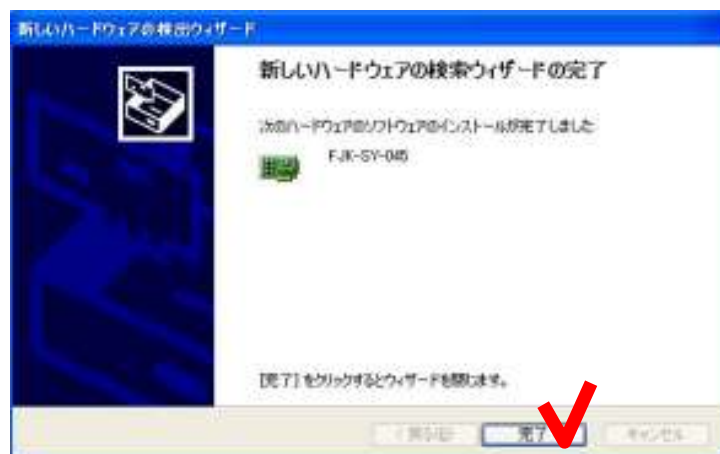 新しいハードウェアの検出ウィザード
新しいハードウェアの検索ウィザードの完了
次のハードウェアのソフトウェアのインストールが完了しました
FJK-SY-045
[完了] をクリックするとウィザードを閉じます。
< 戻る(B)
完了
キャンセル